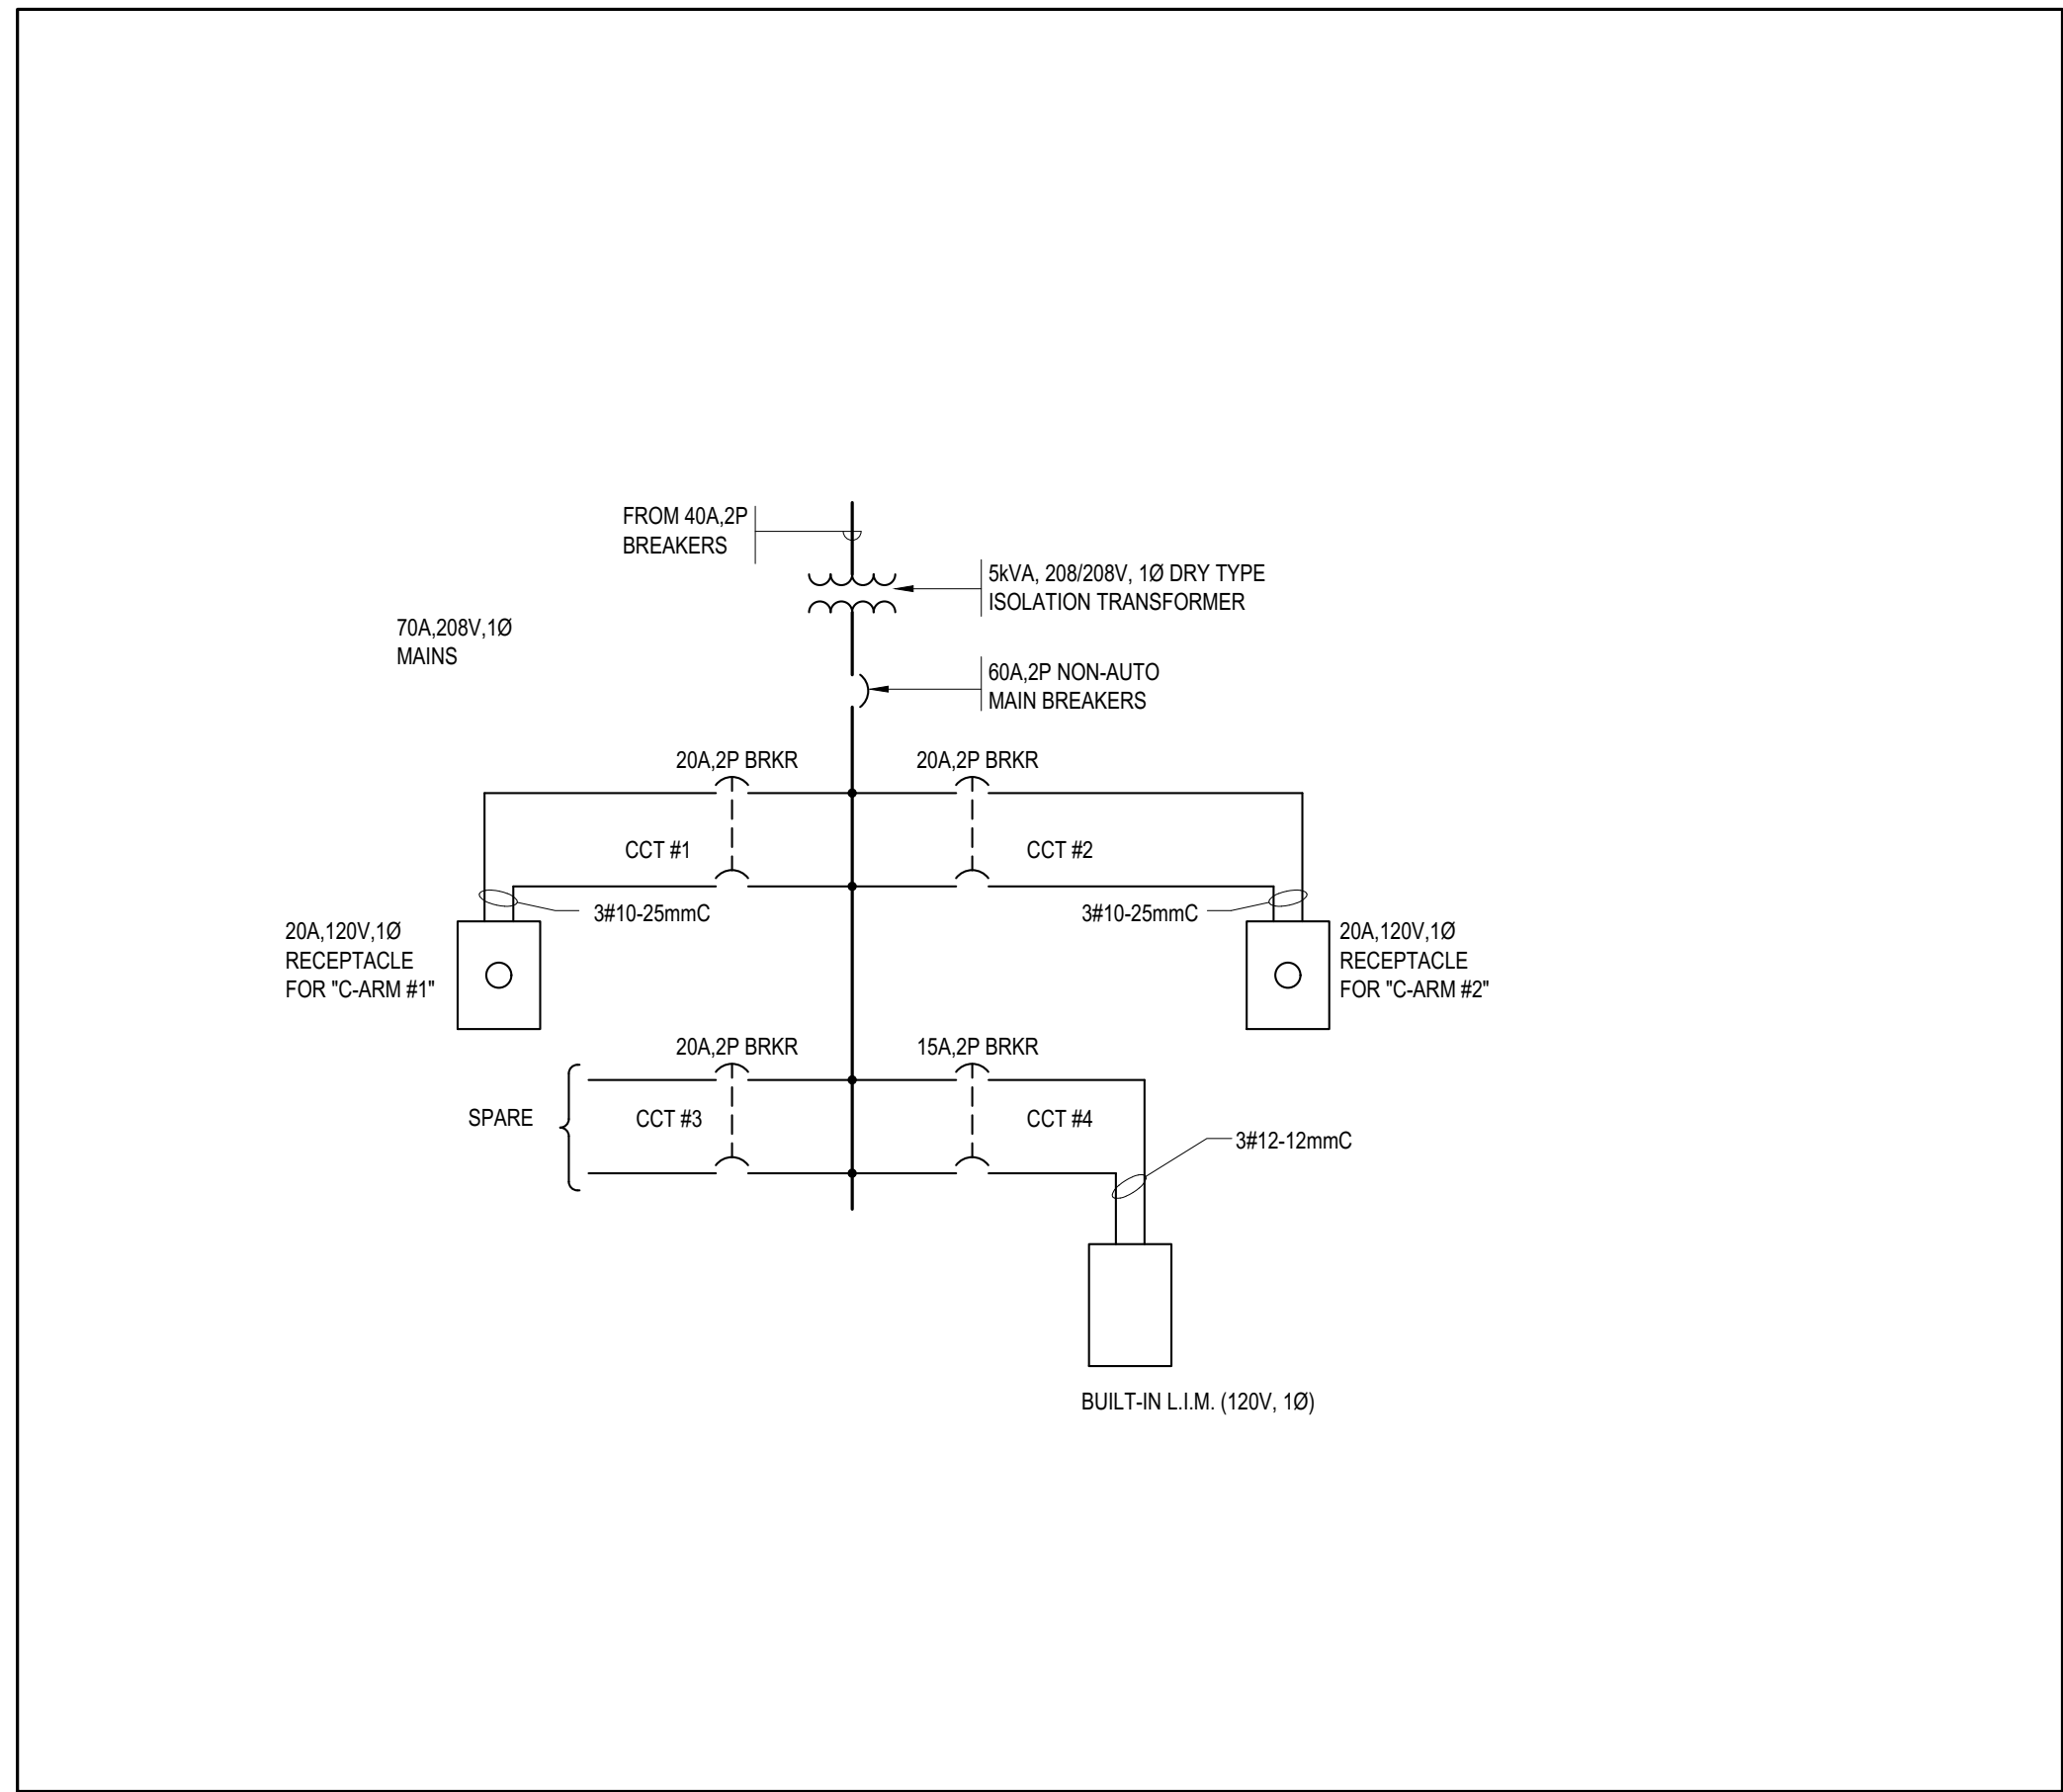 FROM 40A,2P
BREAKERS
5kVA, 208/208V, 1Ø DRY TYPE
ISOLATION TRANSFORMER
70A,208V,1Ø
MAINS
60A,2P NON-AUTO
MAIN BREAKERS
20A,2P BRKR
20A,2P BRKR
CCT #1
CCT #2
3#10-25mmC
3#10-25mmC
20A,120V,1Ø
RECEPTACLE
FOR "C-ARM #1"
20A,120V,1Ø
RECEPTACLE
FOR "C-ARM #2"
20A,2P BRKR
15A,2P BRKR
SPARE
CCT #3
CCT #4
3#12-12mmC
BUILT-IN L.I.M. (120V, 1Ø)